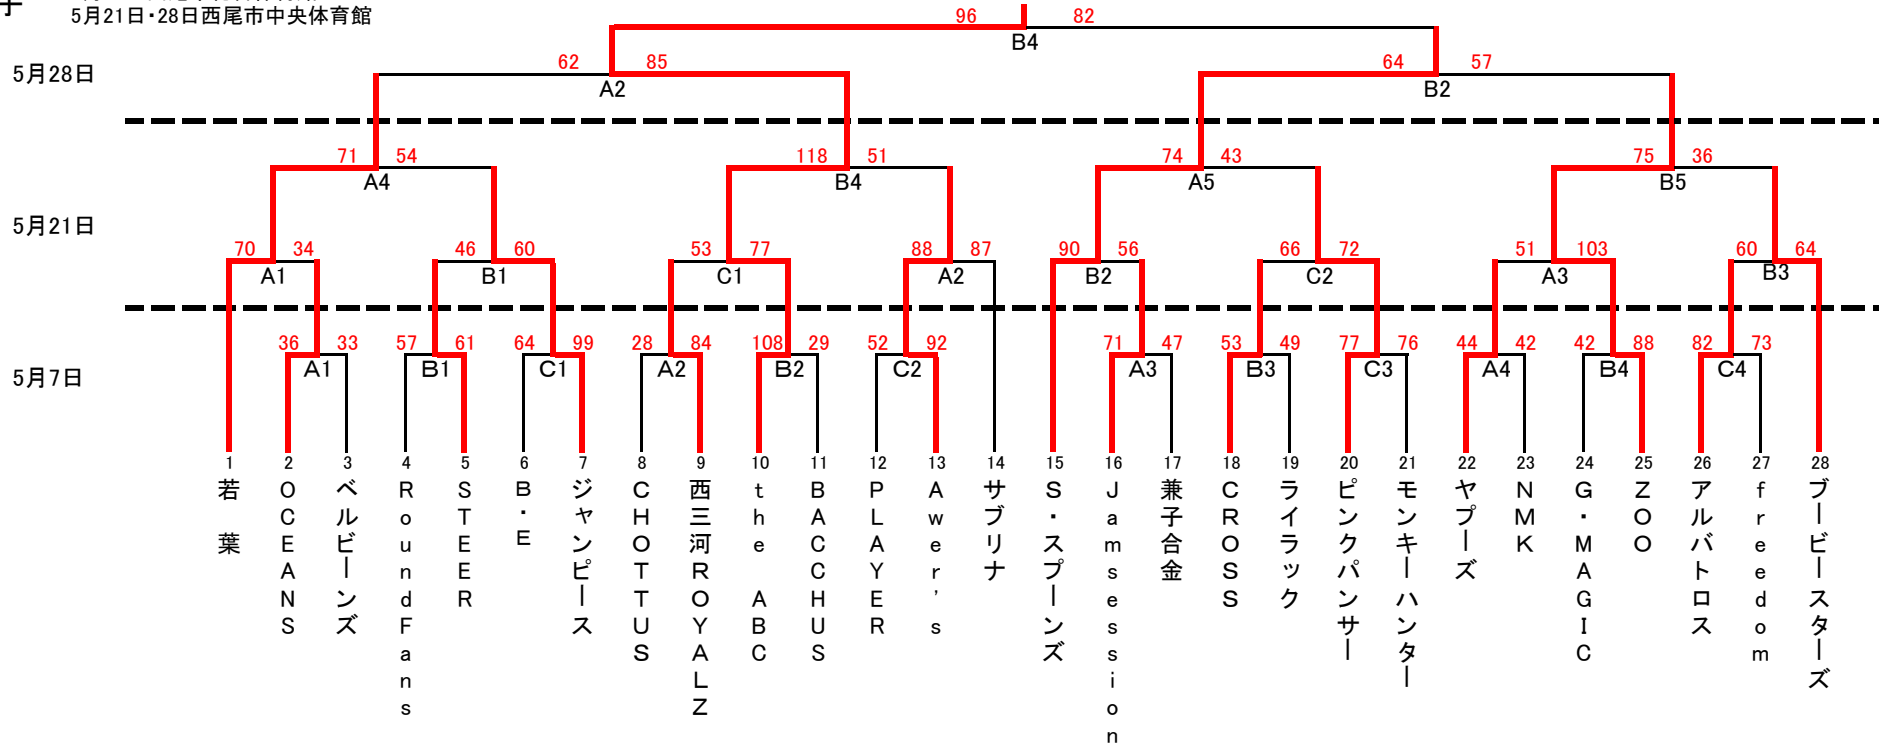 子
5月21日・28日西尾市中央体育館
96 82
B4
5月28日
62 85 64 57
A2 B2
71 54 118 51 74 43 75 36
A4 B4 A5 B5
5月21日
70 34 46 60 53 77 88 87 90 56 66 72 51 103 60 64
A1 B1 C1 A2 B2 C2 A3 B3
36 33 57 61 64 99 28 84 108 29 52 92 71 47 53 49 77 76 44 42 42 88 82 73
5月7日
A1 B1 C1 A2 B2 C2 A3 B3 C3 A4 B4 C4
1 2 3 4 5 6 7 8 9 10 11 12 13 14 15 16 17 18 19 20 21 22 23 24 25 26 27 28
若葉
OCEANS
ベルビーンズ
RoundFans
STEER
B・E
ジャンピース
CHOTTUS
西三河ROYALZ
the ABC
BACCHUS
PLAYER
Awer's
サブリナ
S・スプーンズ
Jamsession
兼子合金
CROSS
ライラック
ピンクパンサー
モンキーハンター
ヤプーズ
NMK
G・MAGIC
ZOO
アルバトロス
freedom
ブービースターズ